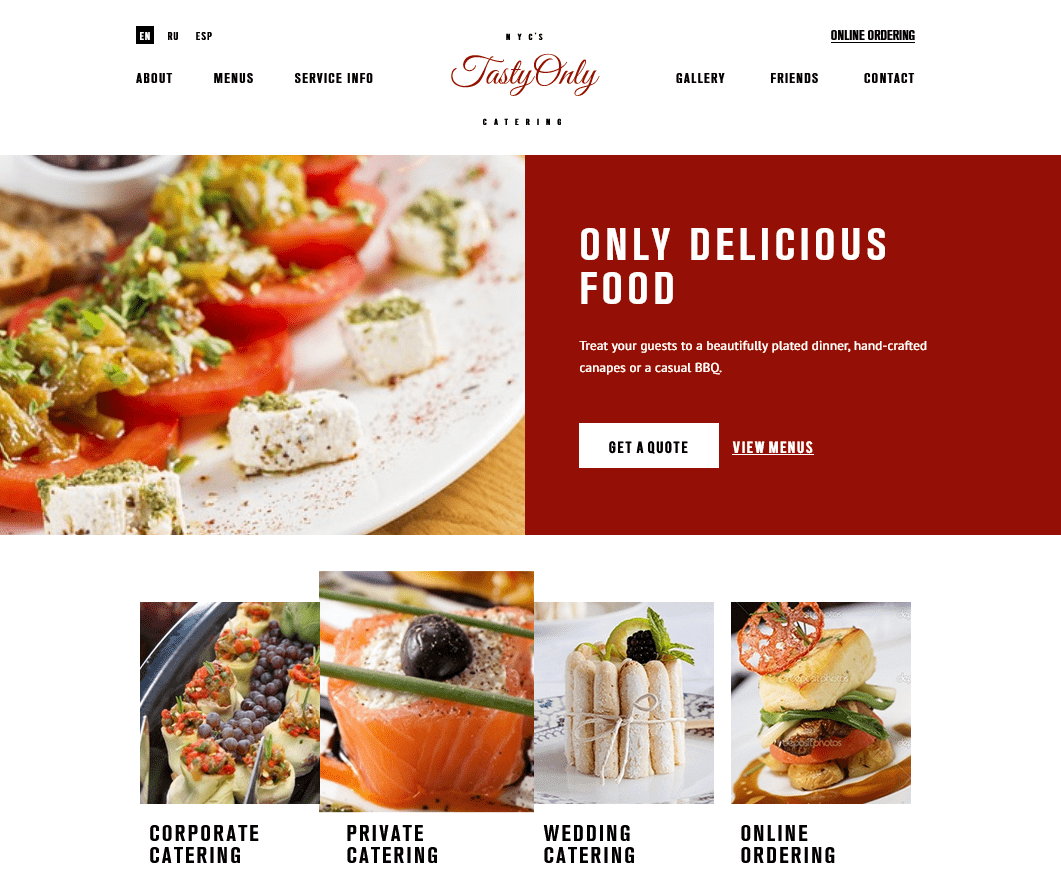 EN RU ESP
NYC'S
ONLINE ORDERING
ABOUT MENUS SERVICE INFO
TastyOnly
GALLERY FRIENDS CONTACT
CATERING
ONLY DELICIOUS
FOOD
Treat your guests to a beautifully plated dinner, hand-crafted
canapes or a casual BBQ.
GET A QUOTE VIEW MENUS
depositphotos
depositphotos
CORPORATE
CATERING
PRIVATE
CATERING
WEDDING
CATERING
ONLINE
ORDERING